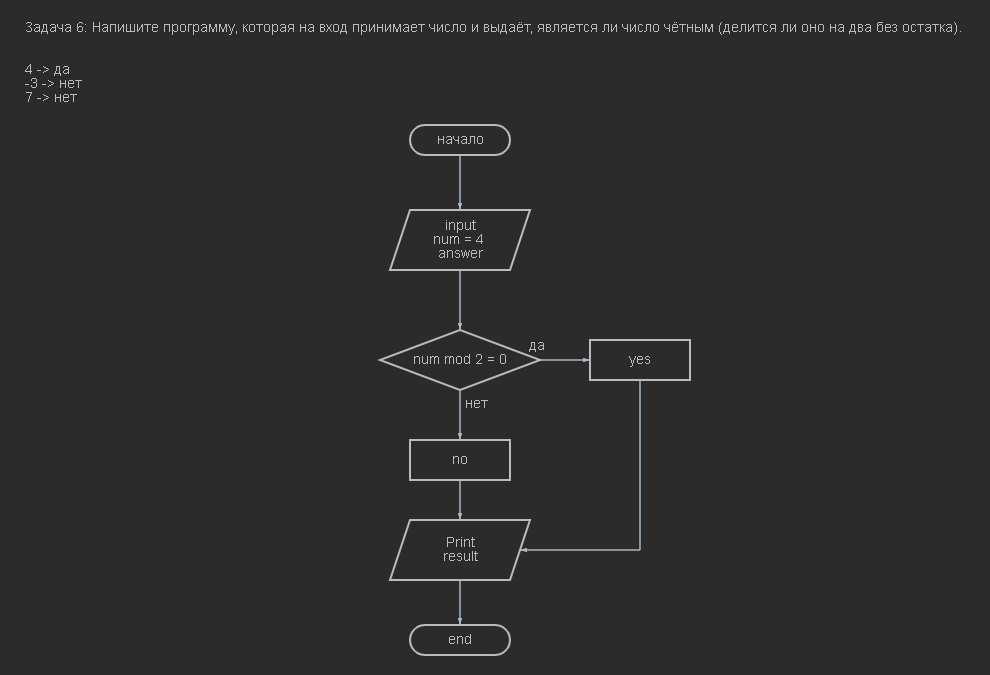 Задача 6: Напишите программу, которая на вход принимает число и выдаёт, является ли число чётным (делится ли оно на два без остатка).
4 -> да
-3 -> нет
7 -> нет
начало
input
num = 4
answer
num mod 2 = 0
да
yes
нет
no
Print
result
end